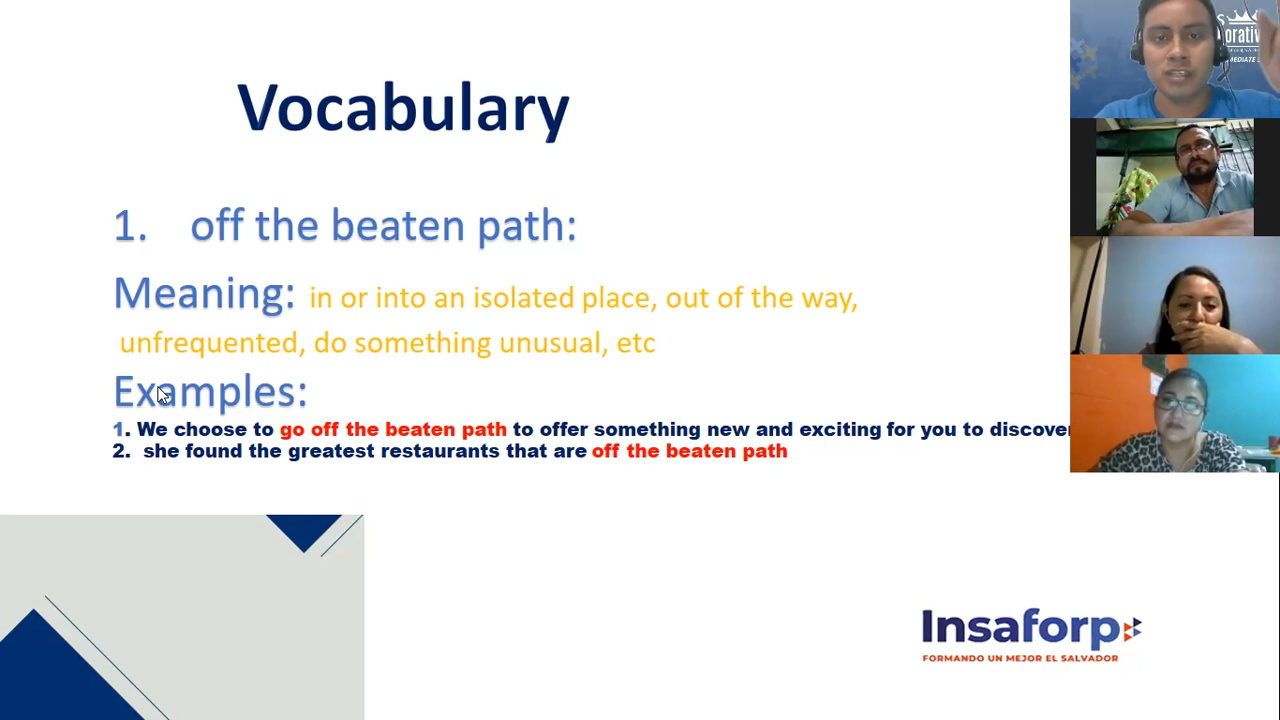 Vocabulary
1. off the beaten path:
Meaning: in or into an isolated place, out of the way,
unfrequented, do something unusual, etc
Examples:
1. We choose to go off the beaten path to offer something new and exciting for you to discover
2. she found the greatest restaurants that are off the beaten path
Insaforp
FORMANDO UN MEJOR EL SALVADOR